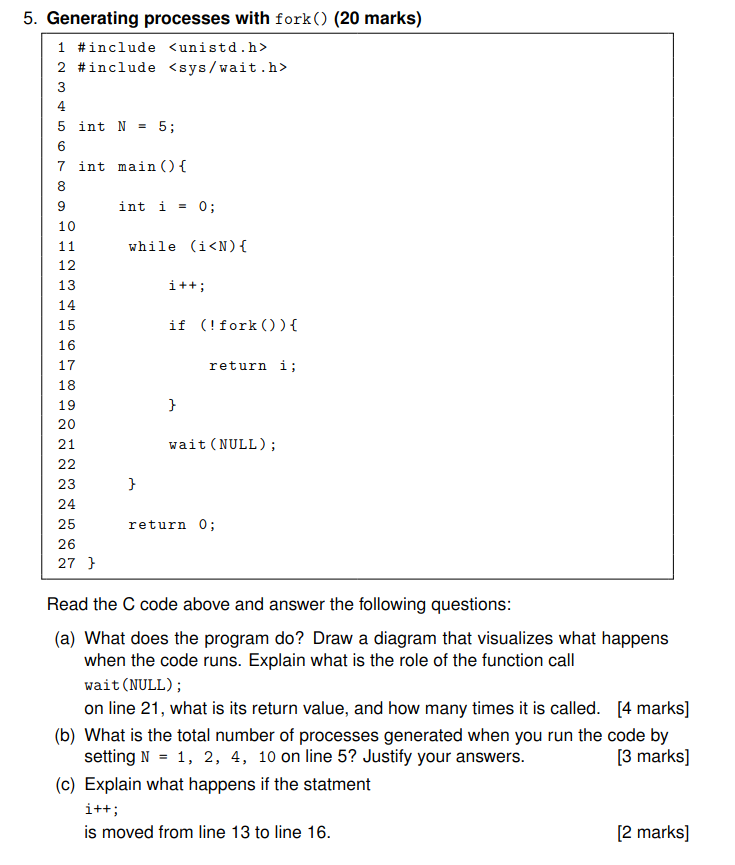 5. Generating processes with fork() (20 marks)
1 #include <unistd.h>
2 #include <sys/wait.h>
3
4
5 int N = 5;
6
7 int main(){
8
9 int i = 0;
10
11 while (i<N){
12
13 i++;
14
15 if (!fork()){
16
17 return i;
18
19 }
20
21 wait(NULL);
22
23 }
24
25 return 0;
26
27 }
Read the C code above and answer the following questions:
(a) What does the program do? Draw a diagram that visualizes what happens
when the code runs. Explain what is the role of the function call
wait(NULL);
on line 21, what is its return value, and how many times it is called. [4 marks]
(b) What is the total number of processes generated when you run the code by
setting N = 1, 2, 4, 10 on line 5? Justify your answers. [3 marks]
(c) Explain what happens if the statment
i++;
is moved from line 13 to line 16. [2 marks]